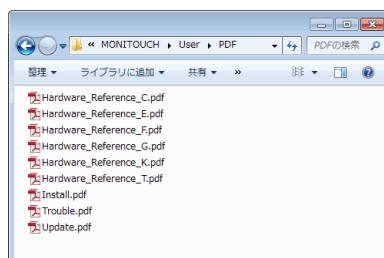 « MONITOUCH ▸ User ▸ PDF
PDFの検索
整理 ▼ ライブラリに追加 ▼ 共有 ▼ »
Hardware_Reference_C.pdf
Hardware_Reference_E.pdf
Hardware_Reference_F.pdf
Hardware_Reference_G.pdf
Hardware_Reference_K.pdf
Hardware_Reference_T.pdf
Install.pdf
Trouble.pdf
Update.pdf